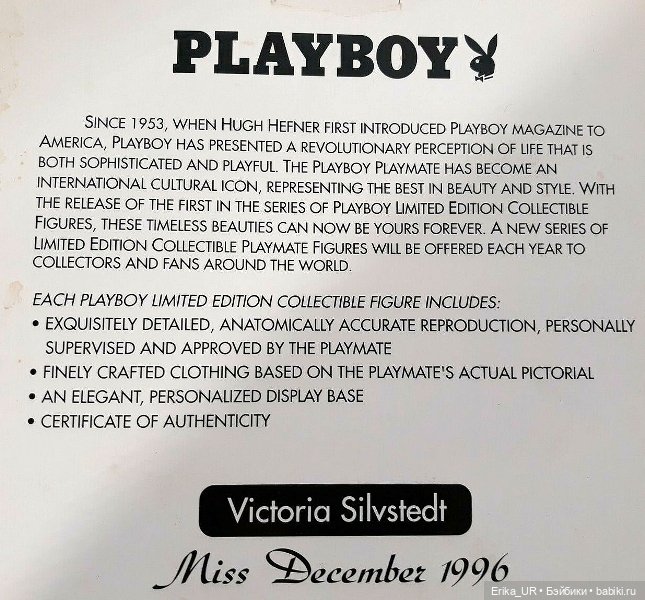 PLAYBOY
SINCE 1953, WHEN HUGH HEFNER FIRST INTRODUCED PLAYBOY MAGAZINE TO
AMERICA, PLAYBOY HAS PRESENTED A REVOLUTIONARY PERCEPTION OF LIFE THAT IS
BOTH SOPHISTICATED AND PLAYFUL. THE PLAYBOY PLAYMATE HAS BECOME AN
INTERNATIONAL CULTURAL ICON, REPRESENTING THE BEST IN BEAUTY AND STYLE. WITH
THE RELEASE OF THE FIRST IN THE SERIES OF PLAYBOY LIMITED EDITION COLLECTIBLE
FIGURES, THESE TIMELESS BEAUTIES CAN NOW BE YOURS FOREVER. A NEW SERIES OF
LIMITED EDITION COLLECTIBLE PLAYMATE FIGURES WILL BE OFFERED EACH YEAR TO
COLLECTORS AND FANS AROUND THE WORLD.
EACH PLAYBOY LIMITED EDITION COLLECTIBLE FIGURE INCLUDES:
• EXQUISITELY DETAILED, ANATOMICALLY ACCURATE REPRODUCTION, PERSONALLY
SUPERVISED AND APPROVED BY THE PLAYMATE
• FINELY CRAFTED CLOTHING BASED ON THE PLAYMATE'S ACTUAL PICTORIAL
• AN ELEGANT, PERSONALIZED DISPLAY BASE
• CERTIFICATE OF AUTHENTICITY
Victoria Silvstedt
Miss December 1996
Erika_UR • Бэйбики • babiki.ru